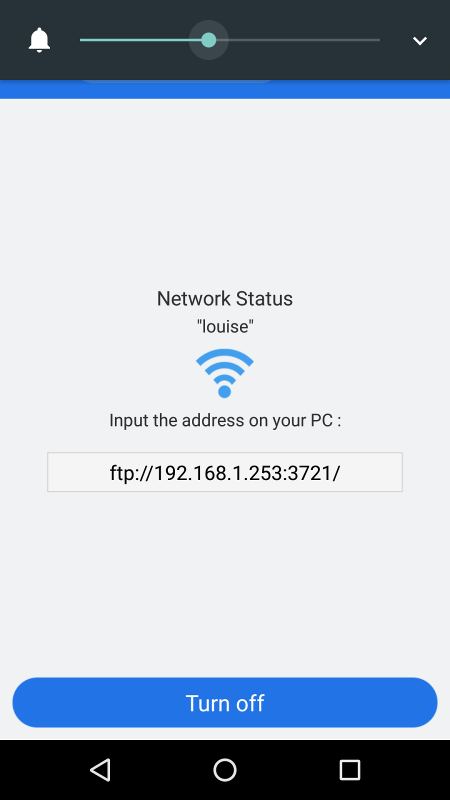 Network Status
"louise"
Input the address on your PC :
ftp://192.168.1.253:3721/
Turn off